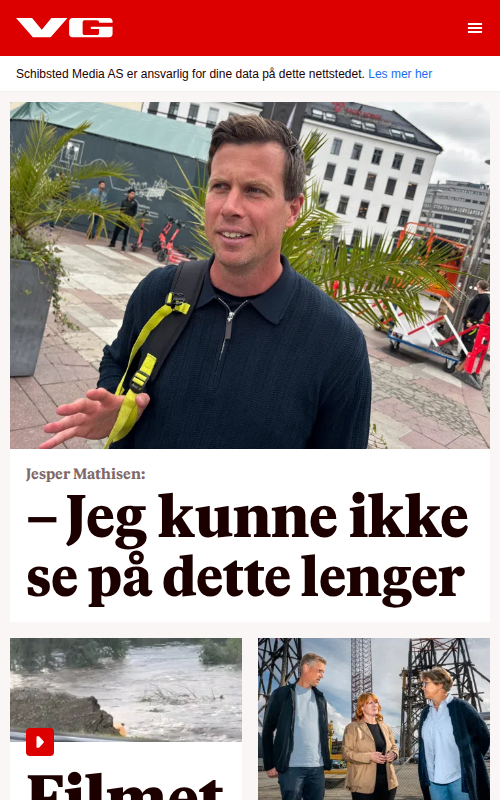 VG
Schibsted Media AS er ansvarlig for dine data på dette nettstedet. Les mer her
Jesper Mathisen:
– Jeg kunne ikke
se på dette lenger
Filmet